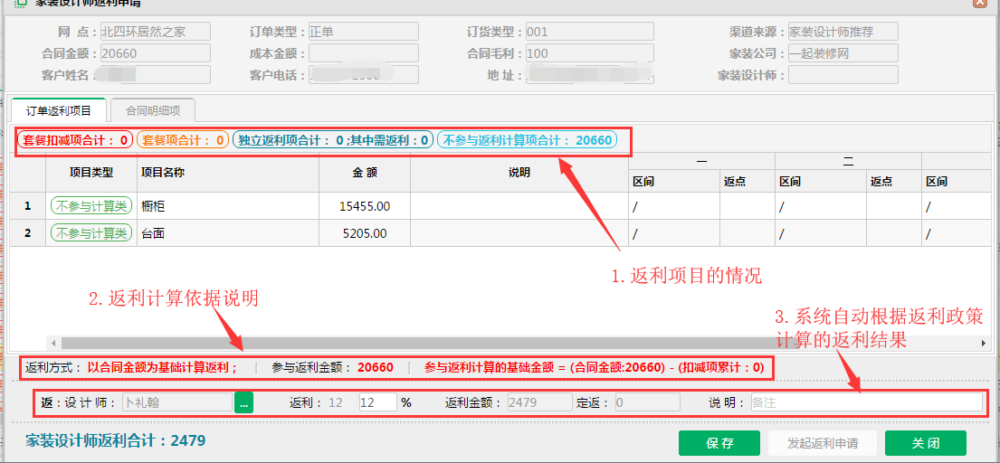 家装设计师返利申请
网 点：北四环居然之家 订单类型：正单 订货类型：001 渠道来源：家装设计师推荐
合同金额：20660 成本金额： 合同毛利：100 家装公司：一起装修网
客户姓名： 客户电话： 地 址： 家装设计师：
订单返利项目 合同明细项
套餐扣减项合计： 0 套餐项合计： 0 独立返利项合计： 0 ;其中需返利：0 不参与返利计算项合计： 20660
项目类型 项目名称 金 额 说明 一 二
区间 返点 区间 返点 区间
1 不参与计算类 橱柜 15455.00 / / /
2 不参与计算类 台面 5205.00 / / /
1.返利项目的情况
2.返利计算依据说明
3.系统自动根据返利政策
计算的返利结果
返利方式： 以合同金额为基础计算返利； | 参与返利金额： 20660 | 参与返利计算的基础金额 = (合同金额:20660) - (扣减项累计：0)
返：设 计 师： 卜礼翰 ... 返利： 12 12 % 返利金额： 2479 定返： 0 说 明： 备注
家装设计师返利合计：2479
保 存 发起返利申请 关 闭